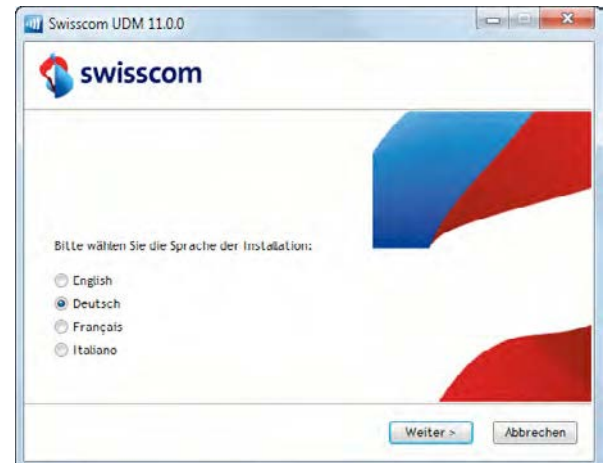 Swisscom UDM 11.0.0
swisscom
Bitte wählen Sie die Sprache der Installation:
English
Deutsch
Français
Italiano
Weiter > Abbrechen